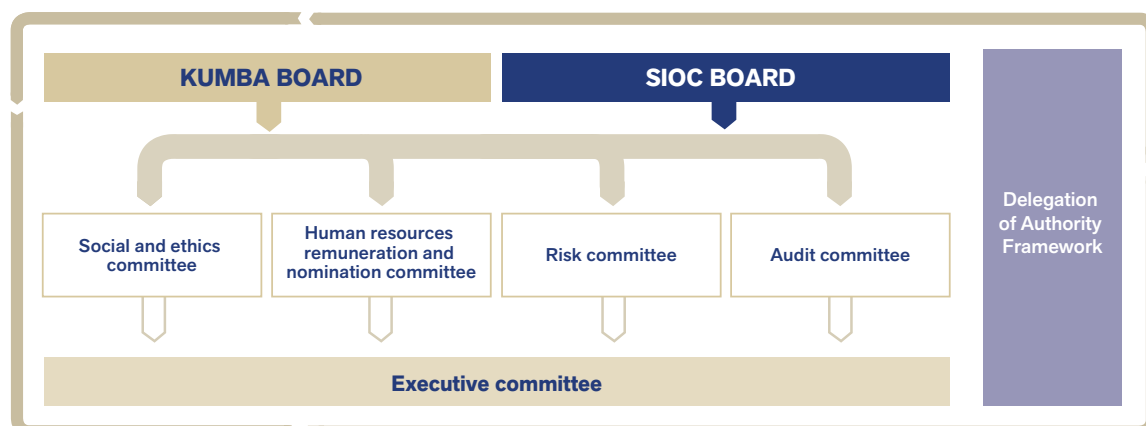 KUMBA BOARD
SIOC BOARD
Social and ethics
committee
Human resources
remuneration and
nomination committee
Risk committee
Audit committee
Executive committee
Delegation
of Authority
Framework